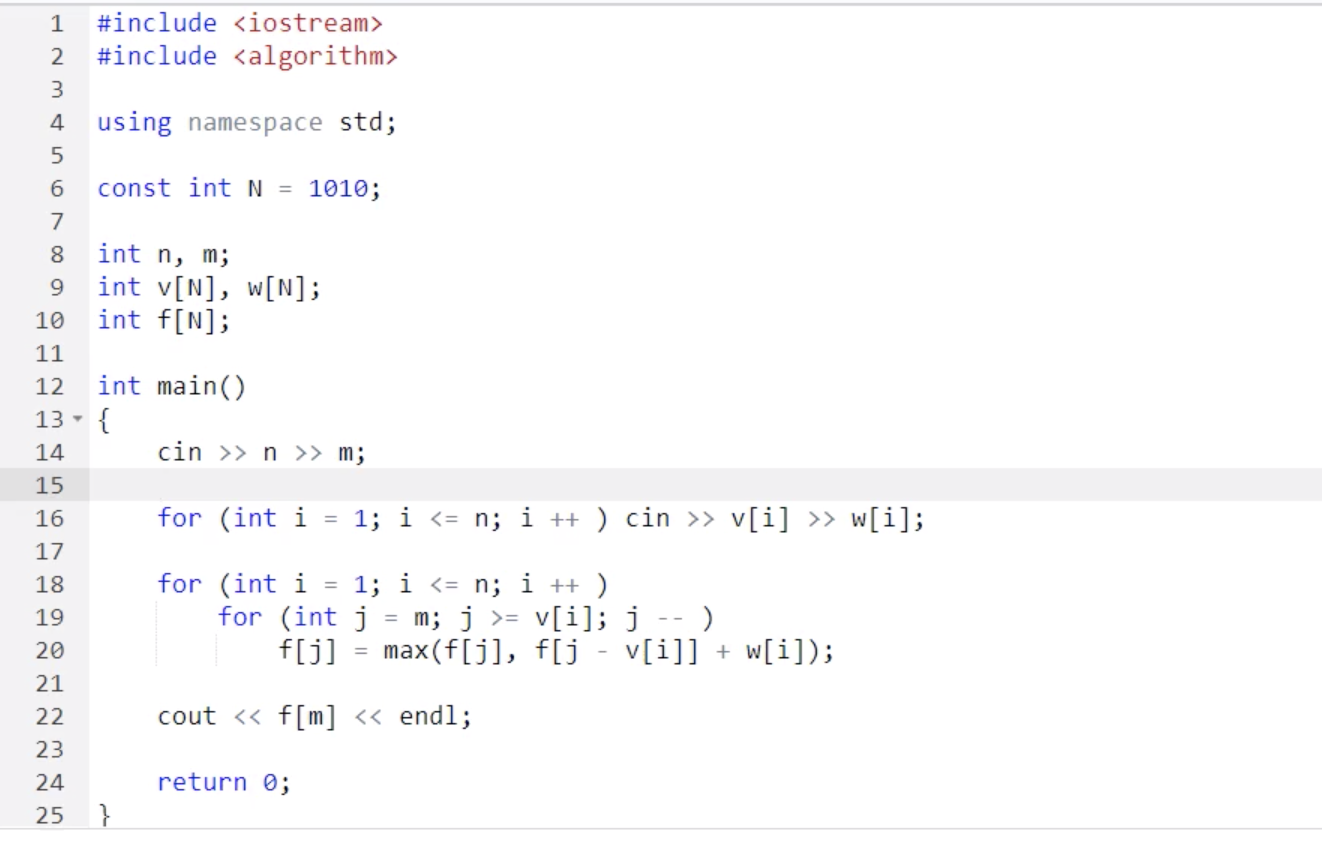 1 #include <iostream>
2 #include <algorithm>
3
4 using namespace std;
5
6 const int N = 1010;
7
8 int n, m;
9 int v[N], w[N];
10 int f[N];
11
12 int main()
13 {
14     cin >> n >> m;
15
16     for (int i = 1; i <= n; i ++ ) cin >> v[i] >> w[i];
17
18     for (int i = 1; i <= n; i ++ )
19         for (int j = m; j >= v[i]; j -- )
20             f[j] = max(f[j], f[j - v[i]] + w[i]);
21
22     cout << f[m] << endl;
23
24     return 0;
25 }